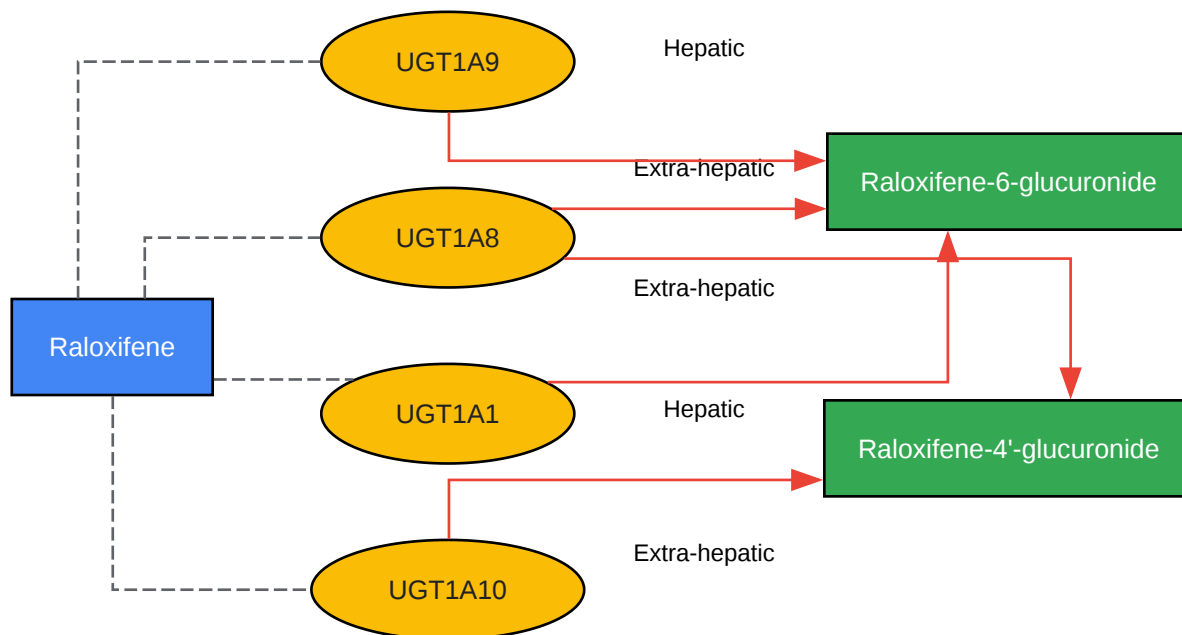 Hepatic
UGT1A9
Extra-hepatic
Raloxifene-6-glucuronide
UGT1A8
Extra-hepatic
Raloxifene
UGT1A1
Hepatic
Raloxifene-4'-glucuronide
Extra-hepatic
UGT1A10